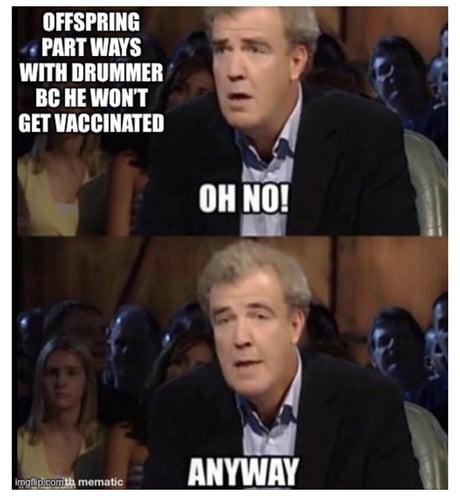 OFFSPRING
PART WAYS
WITH DRUMMER
BC HE WON'T
GET VACCINATED
OH NO!
ANYWAY
imgflip.com
mematic